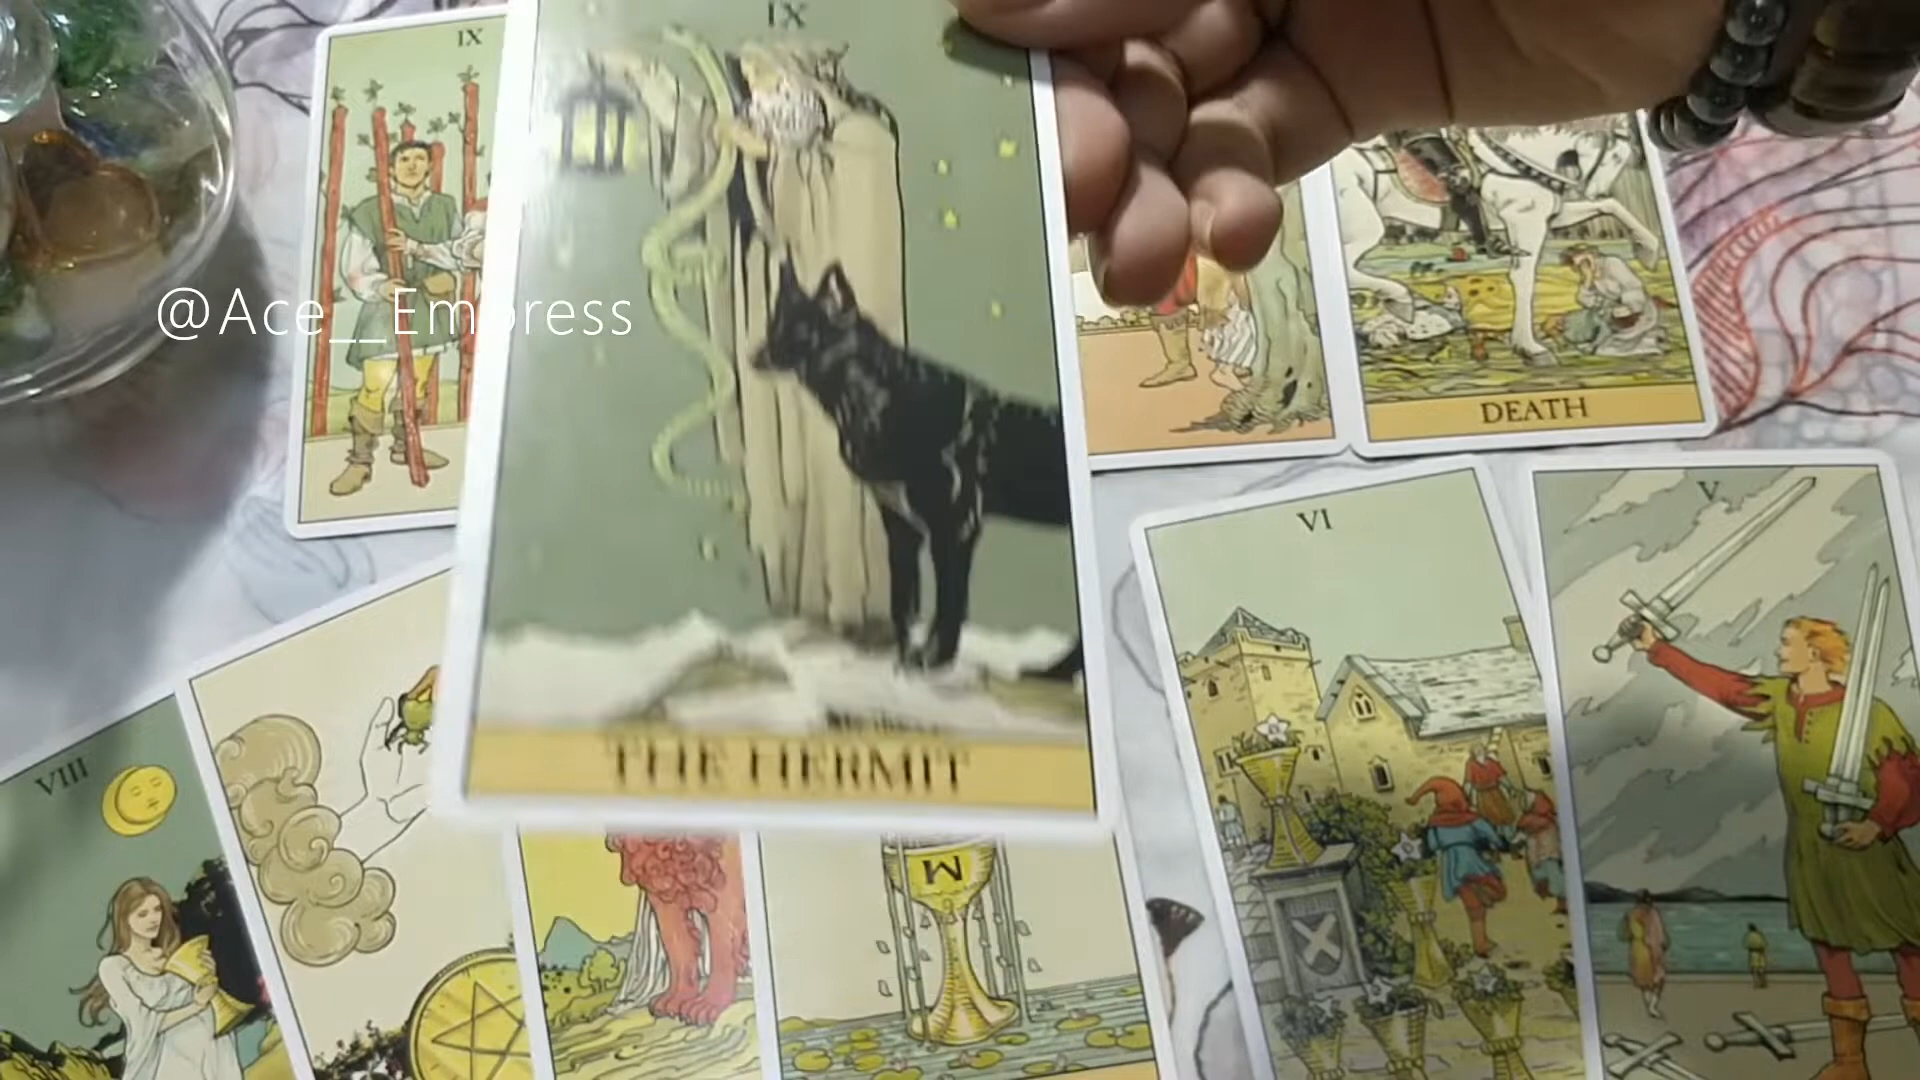 IX
IX
@Ace__Empress
DEATH
VI
V
THE HERMIT
VIII
M